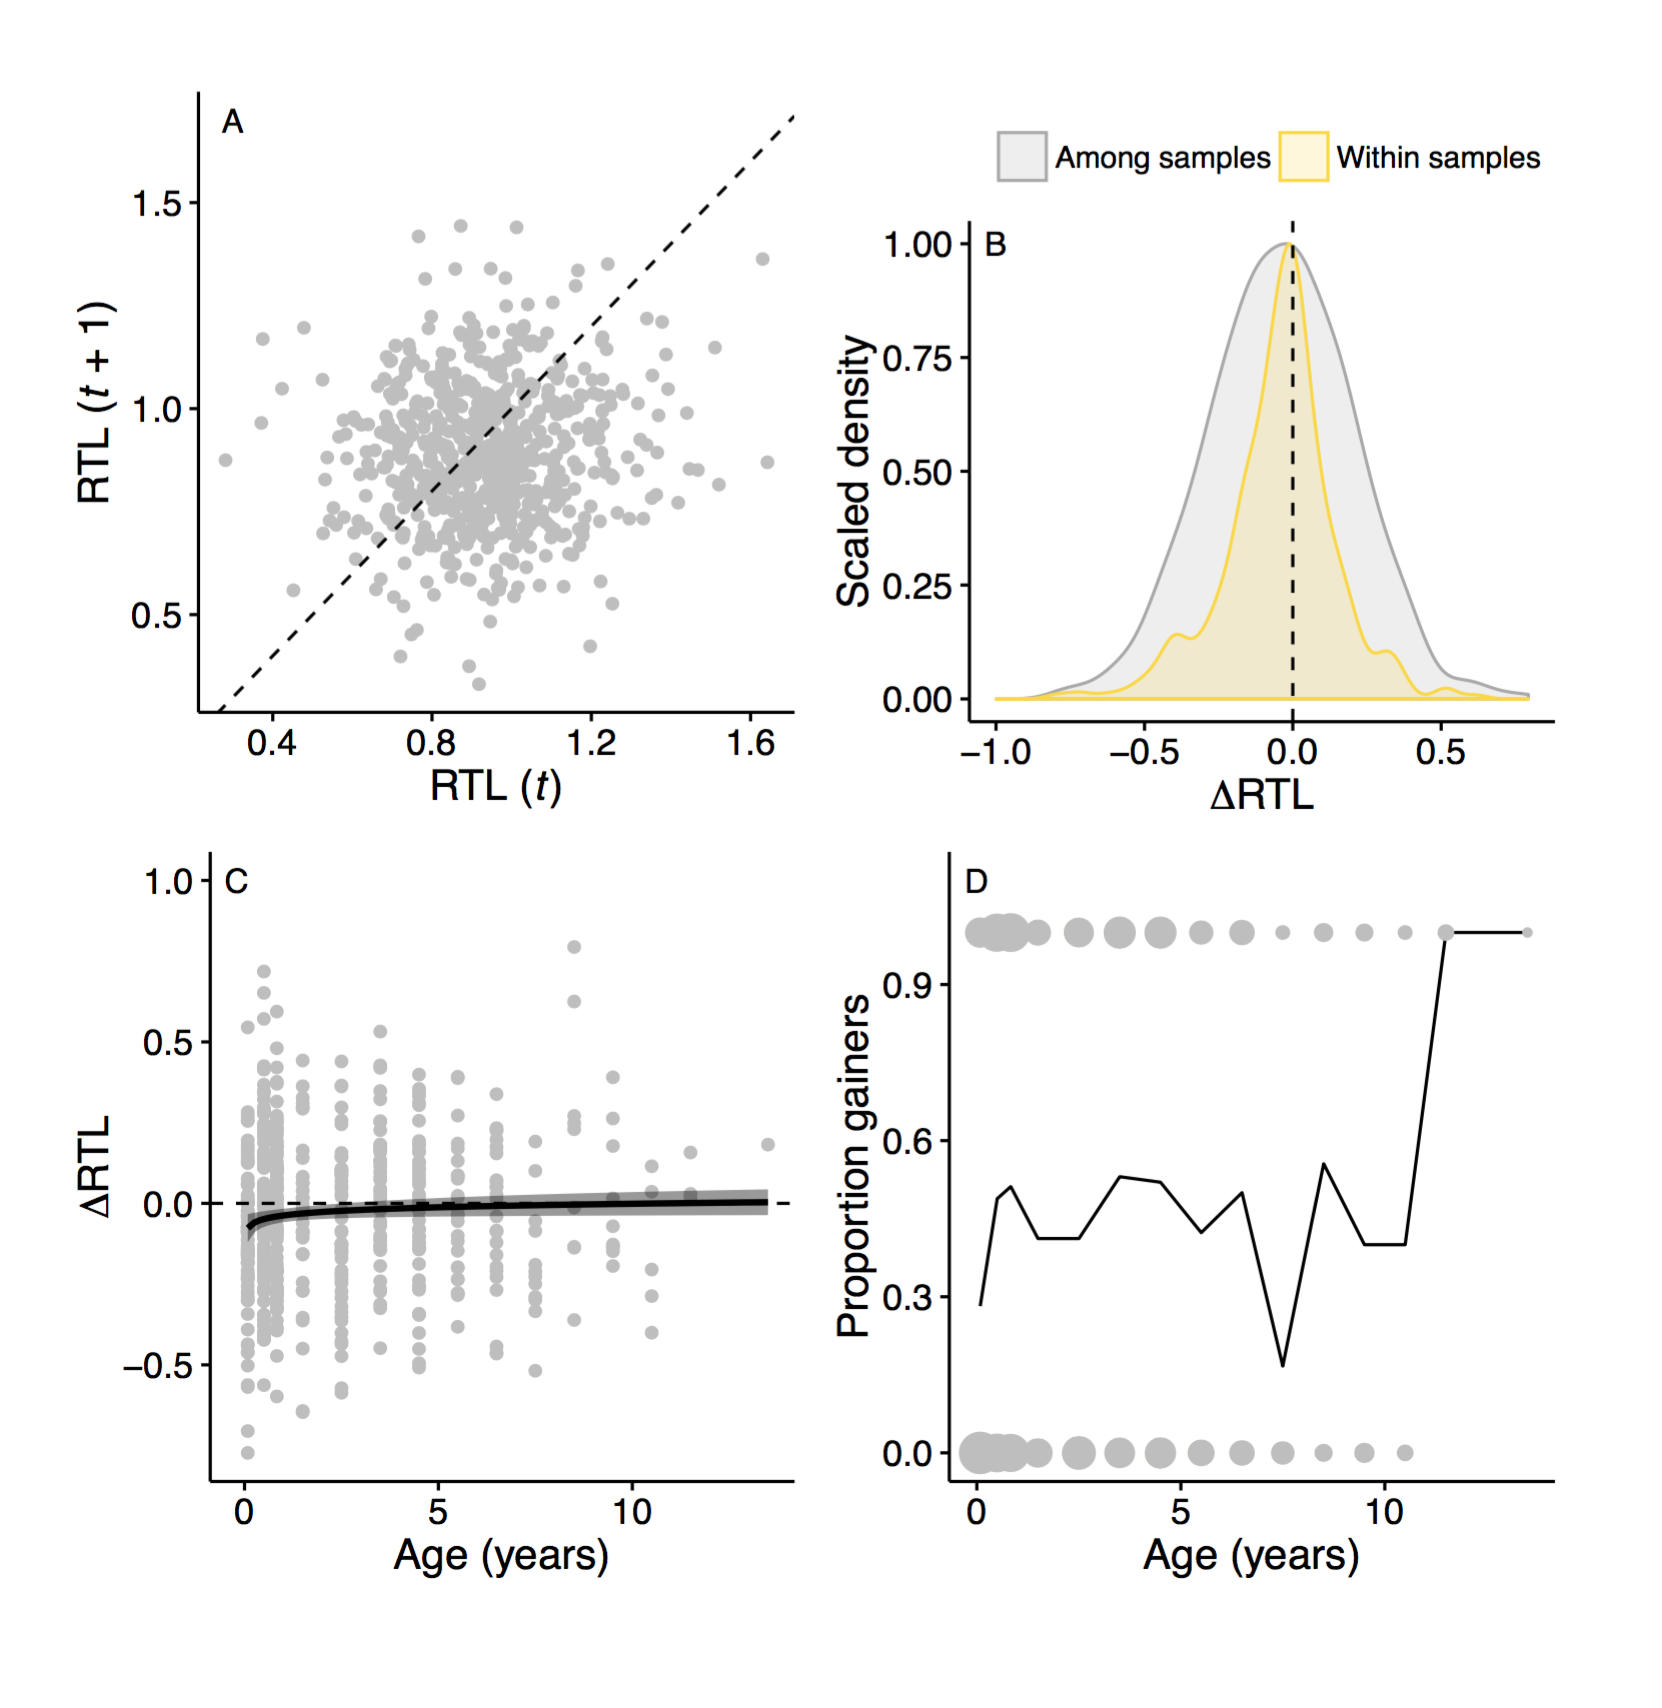 A
1.5
1.0
0.5
RTL (t + 1)
0.4 0.8 1.2 1.6
RTL (t)
Among samples Within samples
B
1.00
0.75
0.50
0.25
0.00
Scaled density
−1.0 −0.5 0.0 0.5
ΔRTL
C
1.0
0.5
0.0
−0.5
ΔRTL
0 5 10
Age (years)
D
0.9
0.6
0.3
0.0
Proportion gainers
0 5 10
Age (years)